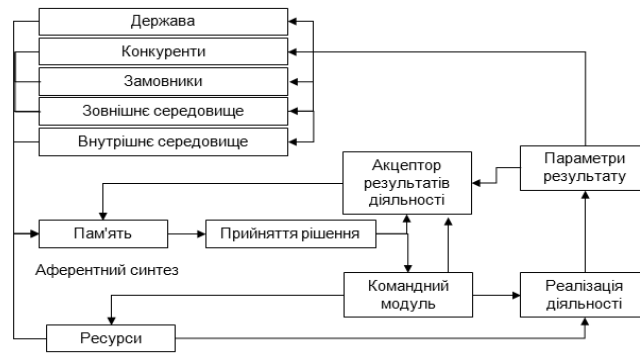 Держава
Конкуренти
Замовники
Зовнішнє середовище
Внутрішнє середовище
Акцептор
результатів
діяльності
Параметри
результату
Пам'ять
Прийняття рішення
Аферентний синтез
Командний
модуль
Реалізація
діяльності
Ресурси